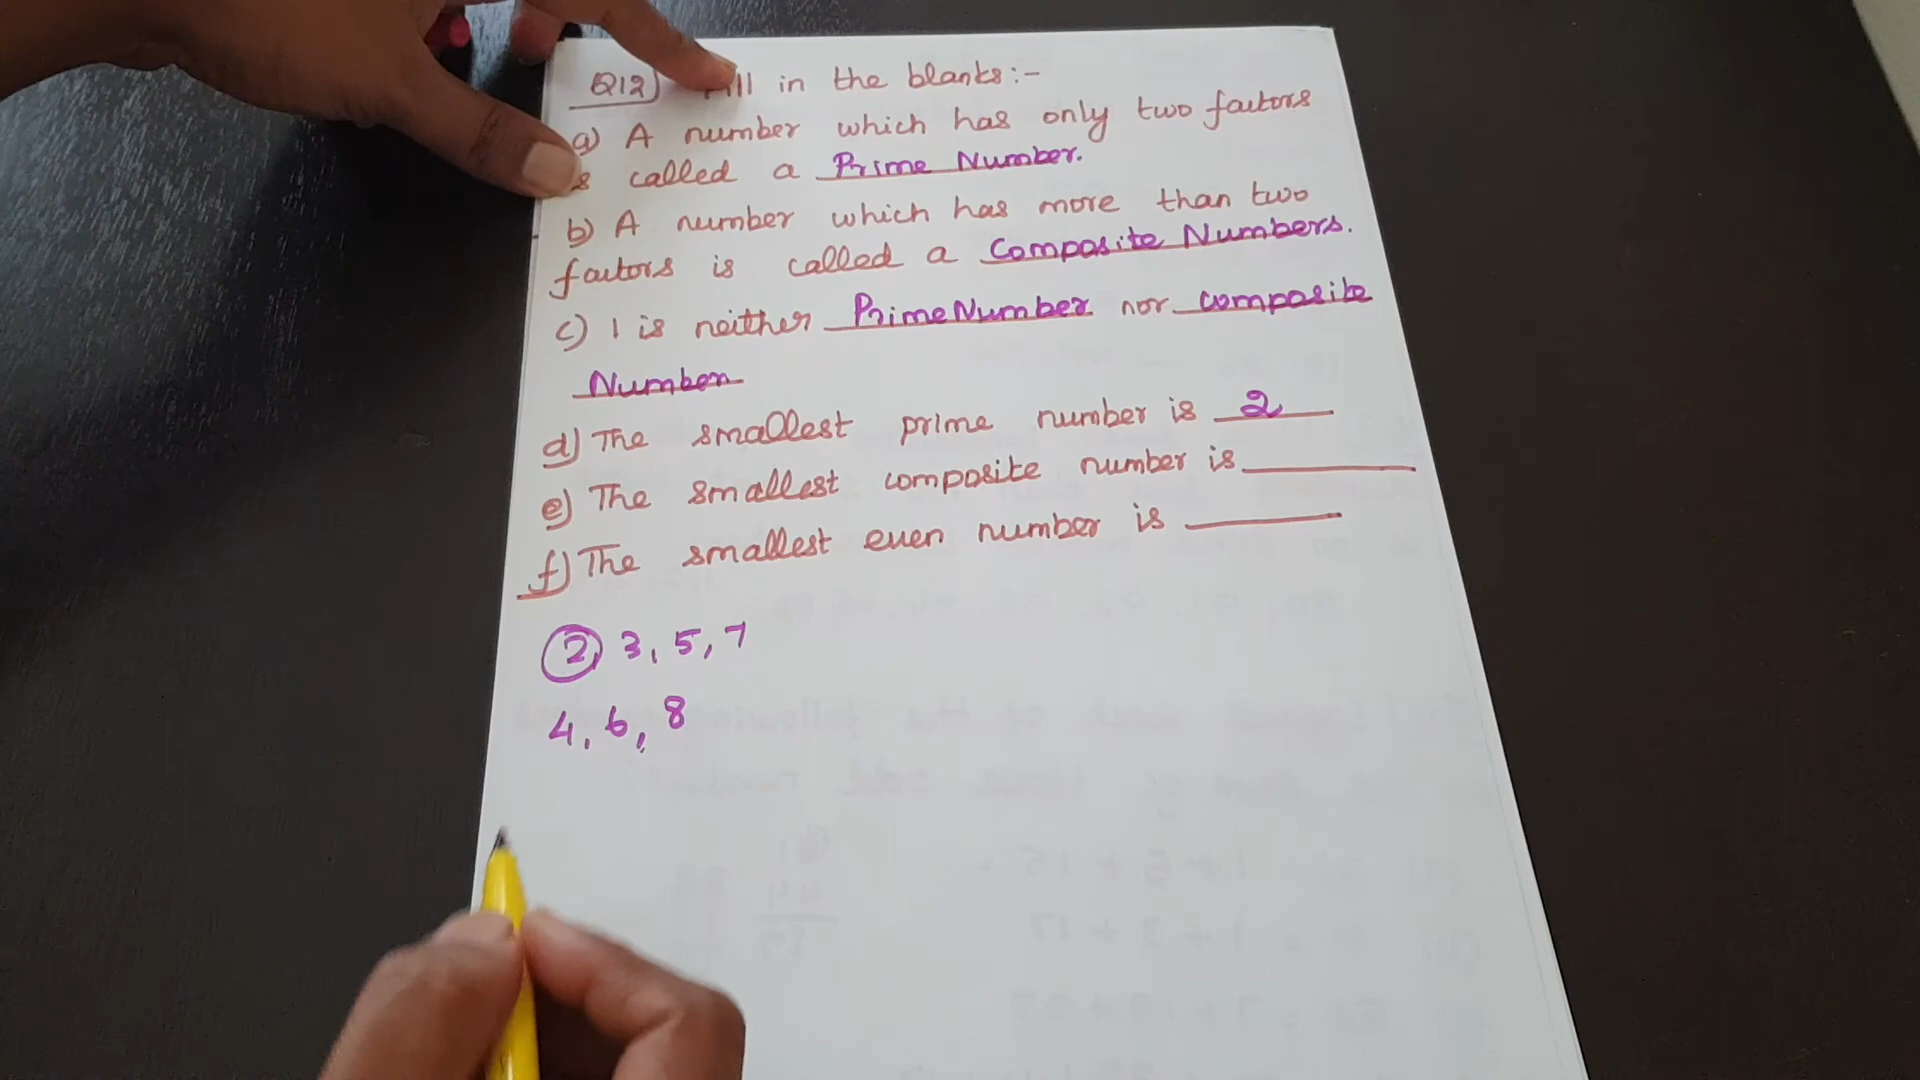 Q12) Fill in the blanks:-
a) A number which has only two factors
is called a Prime Number.
b) A number which has more than two
factors is called a Composite Numbers.
c) 1 is neither Prime Number nor composite
Number
d) The smallest prime number is 2
e) The smallest composite number is
f) The smallest even number is
2, 3, 5, 7
4, 6, 8